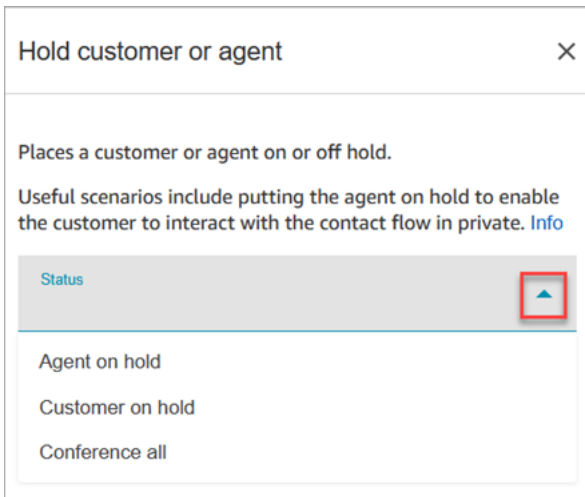 Hold customer or agent
Places a customer or agent on or off hold.
Useful scenarios include putting the agent on hold to enable
the customer to interact with the contact flow in private. Info
Status
Agent on hold
Customer on hold
Conference all